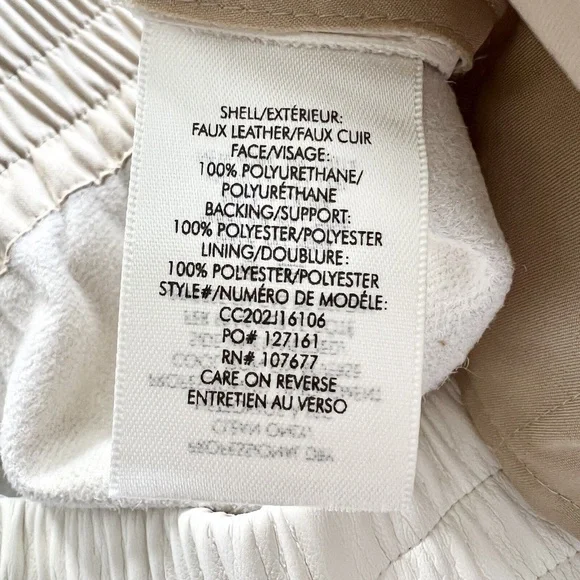 SHELL/EXTÉRIEUR:
FAUX LEATHER/FAUX CUIR
FACE/VISAGE:
100% POLYURETHANE/
POLYURÉTHANE
BACKING/SUPPORT:
100% POLYESTER/POLYESTER
LINING/DOUBLURE:
100% POLYESTER/POLYESTER
STYLE#/NUMÉRO DE MODÉLE:
CC202J16106
PO# 127161
RN# 107677
CARE ON REVERSE
ENTRETIEN AU VERSO